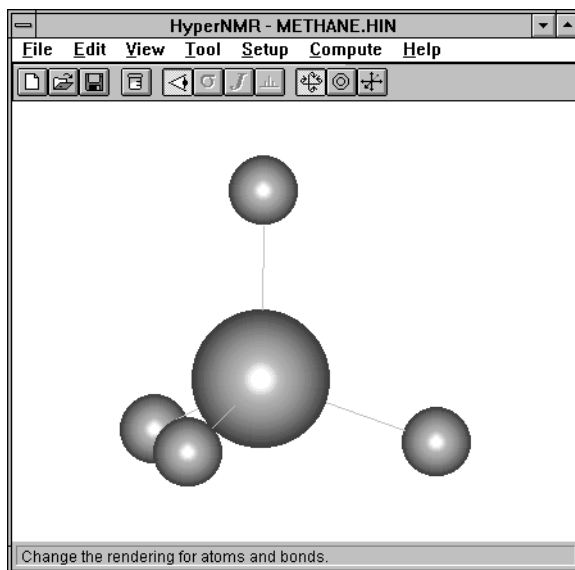 HyperNMR - METHANE.HIN
File Edit View Tool Setup Compute Help
σ J
Change the rendering for atoms and bonds.